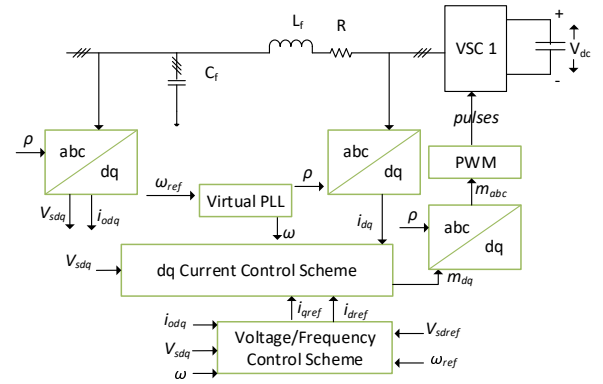 L_f R
VSC 1
+
V_dc
-
C_f
pulses
ρ
abc
dq
ω_ref
Virtual PLL
ρ
abc
dq
PWM
m_abc
V_sdq
i_odq
ω
i_dq
ρ
abc
dq
V_sdq
dq Current Control Scheme
m_dq
i_qref
i_dref
i_odq
V_sdq
ω
Voltage/Frequency
Control Scheme
V_sdref
ω_ref